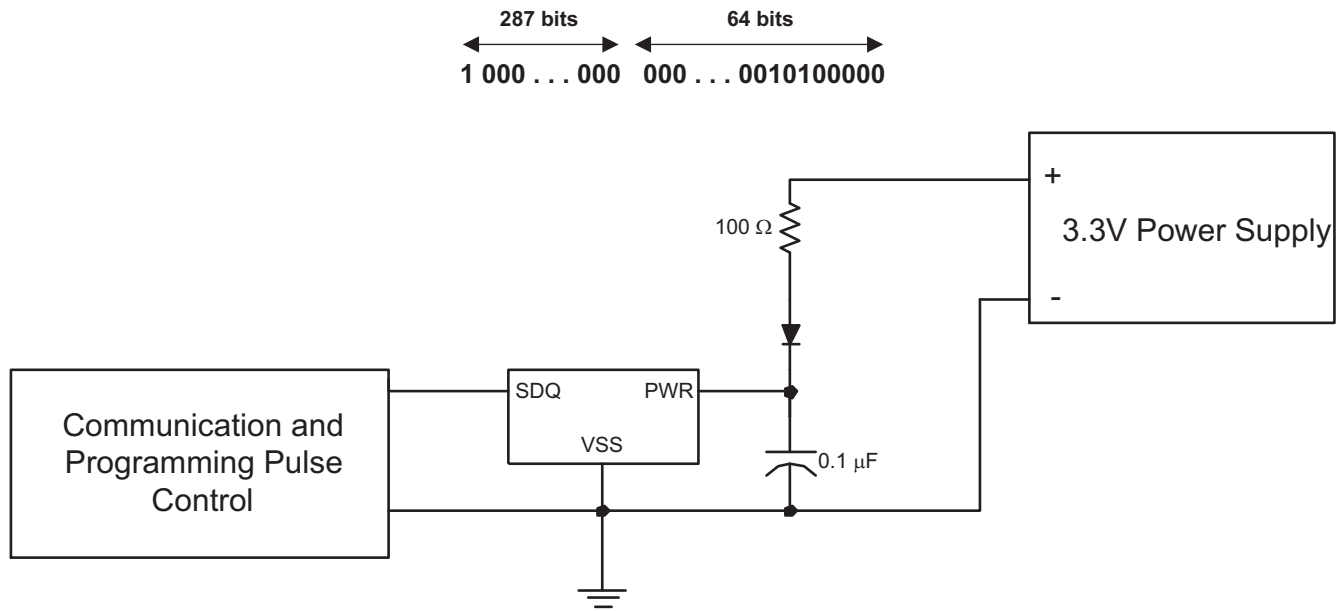 287 bits 64 bits
1 000 . . . 000 000 . . . 0010100000
+
100 Ω
3.3V Power Supply
-
SDQ PWR
VSS
Communication and
Programming Pulse
Control
0.1 μF